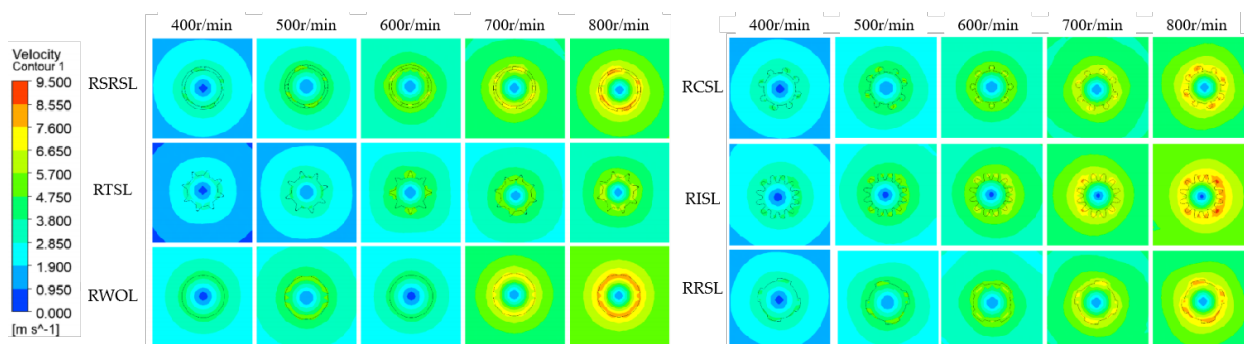 400r/min 500r/min 600r/min 700r/min 800r/min
400r/min 500r/min 600r/min 700r/min 800r/min
Velocity
Contour 1
9.500
8.550
7.600
6.650
5.700
4.750
3.800
2.850
1.900
0.950
0.000
[m s^-1]
RSRSL
RTSL
RWOL
RCSL
RISL
RRSL